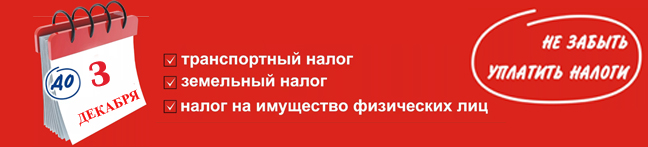 ДО
3
ДЕКАБРЯ
транспортный налог
земельный налог
налог на имущество физических лиц
НЕ ЗАБЫТЬ
УПЛАТИТЬ НАЛОГИ